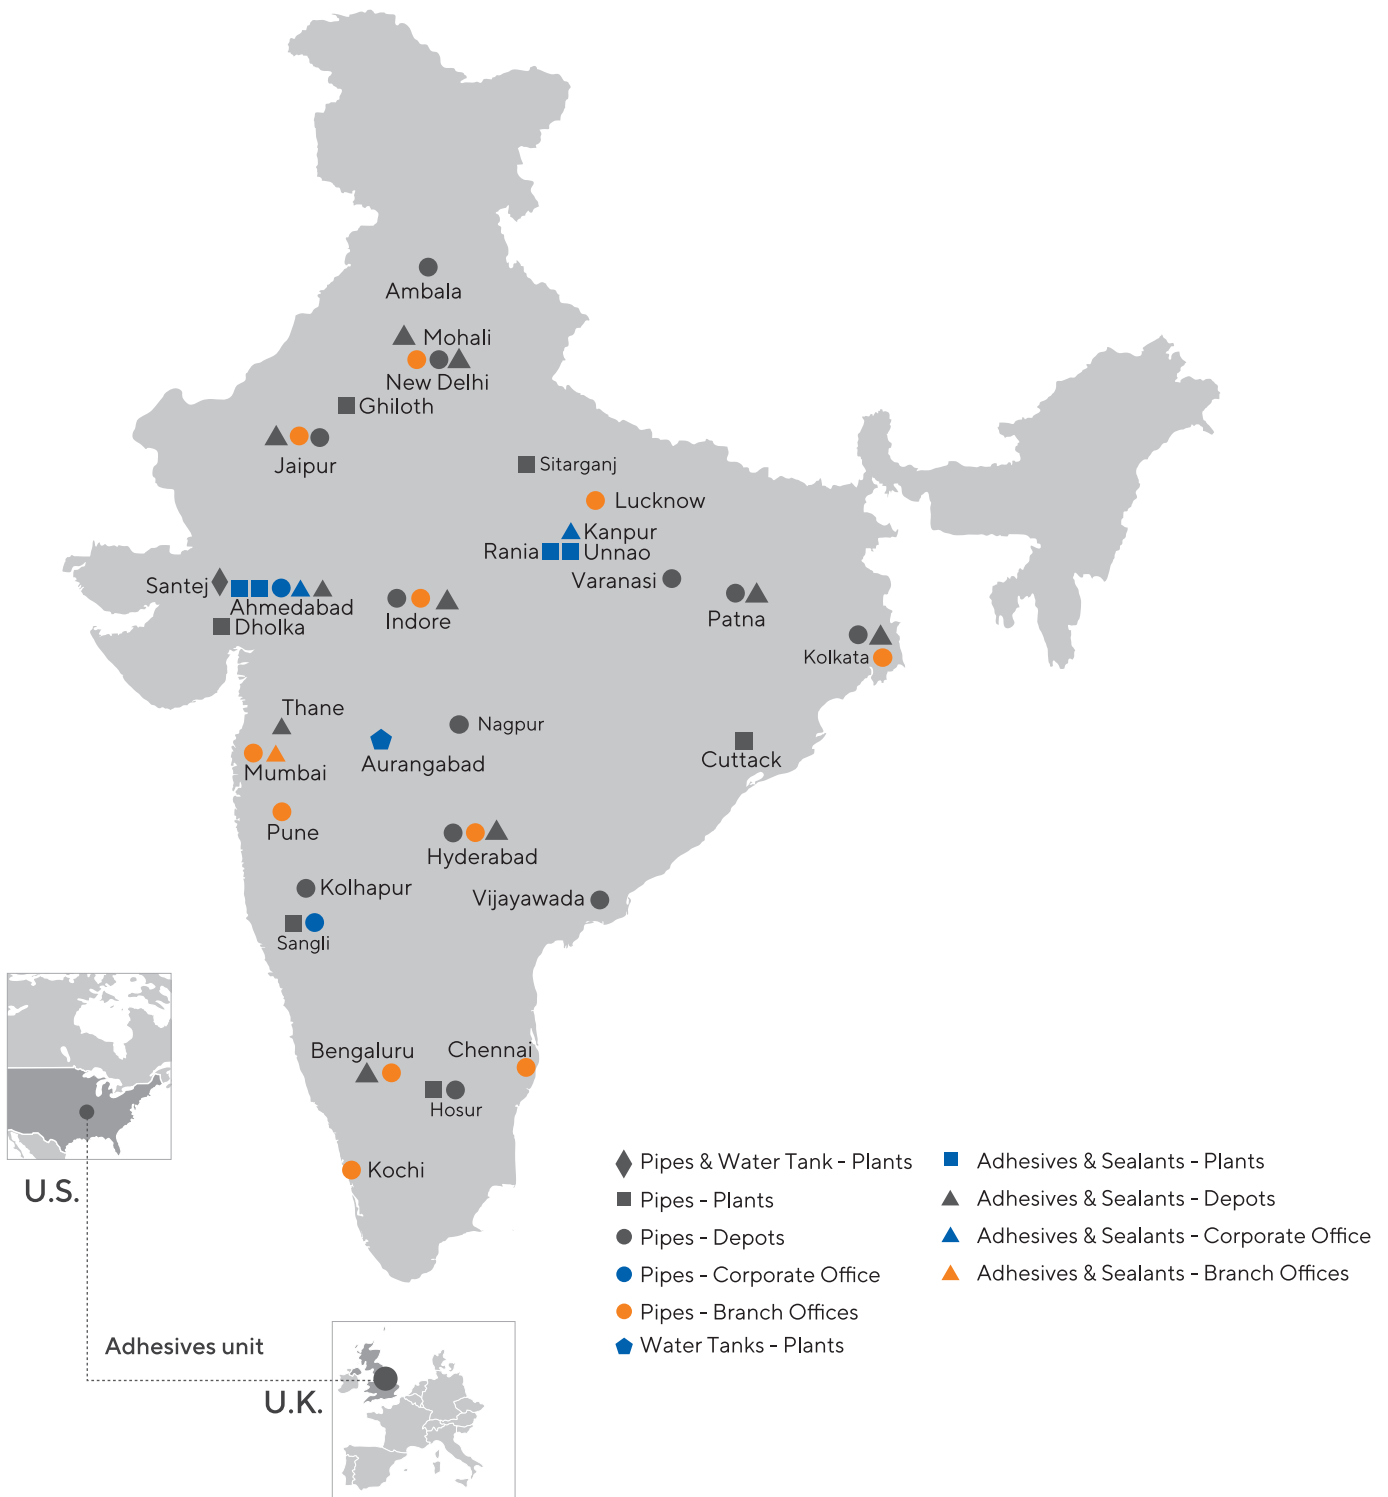 Ambala
Mohali
New Delhi
Ghiloth
Jaipur
Sitarganj
Lucknow
Kanpur
Rania
Unnao
Varanasi
Santej
Ahmedabad
Dholka
Indore
Patna
Kolkata
Thane
Nagpur
Mumbai
Aurangabad
Cuttack
Pune
Hyderabad
Kolhapur
Vijayawada
Sangli
Bengaluru
Chennai
Hosur
Kochi
U.S.
Adhesives unit
U.K.
Pipes & Water Tank - Plants
Pipes - Plants
Pipes - Depots
Pipes - Corporate Office
Pipes - Branch Offices
Water Tanks - Plants
Adhesives & Sealants - Plants
Adhesives & Sealants - Depots
Adhesives & Sealants - Corporate Office
Adhesives & Sealants - Branch Offices